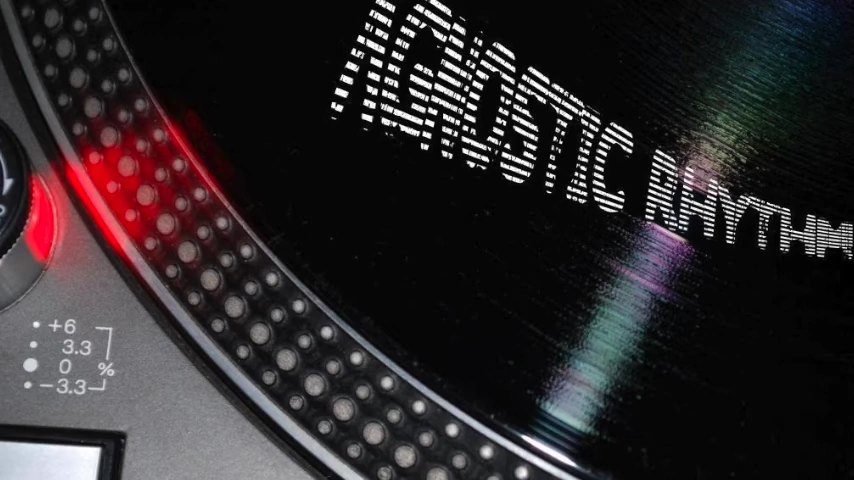 AGNOSTIC RHYTHM
+6
3.3
0 %
-3.3